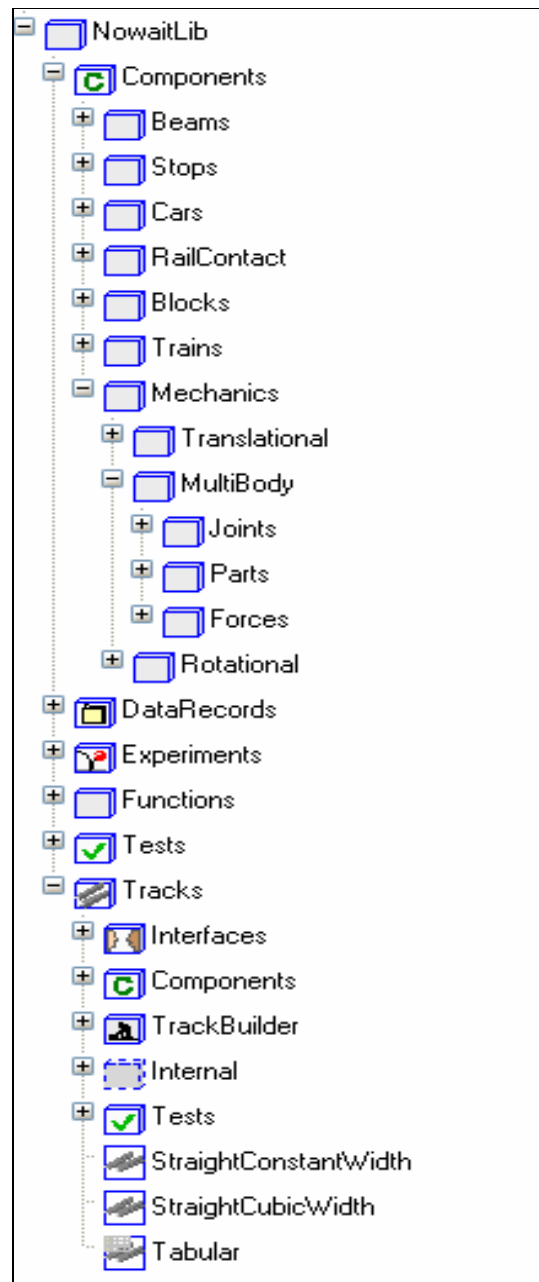 NowaitLib
Components
Beams
Stops
Cars
RailContact
Blocks
Trains
Mechanics
Translational
MultiBody
Joints
Parts
Forces
Rotational
DataRecords
Experiments
Functions
Tests
Tracks
Interfaces
Components
TrackBuilder
Internal
Tests
StraightConstantWidth
StraightCubicWidth
Tabular